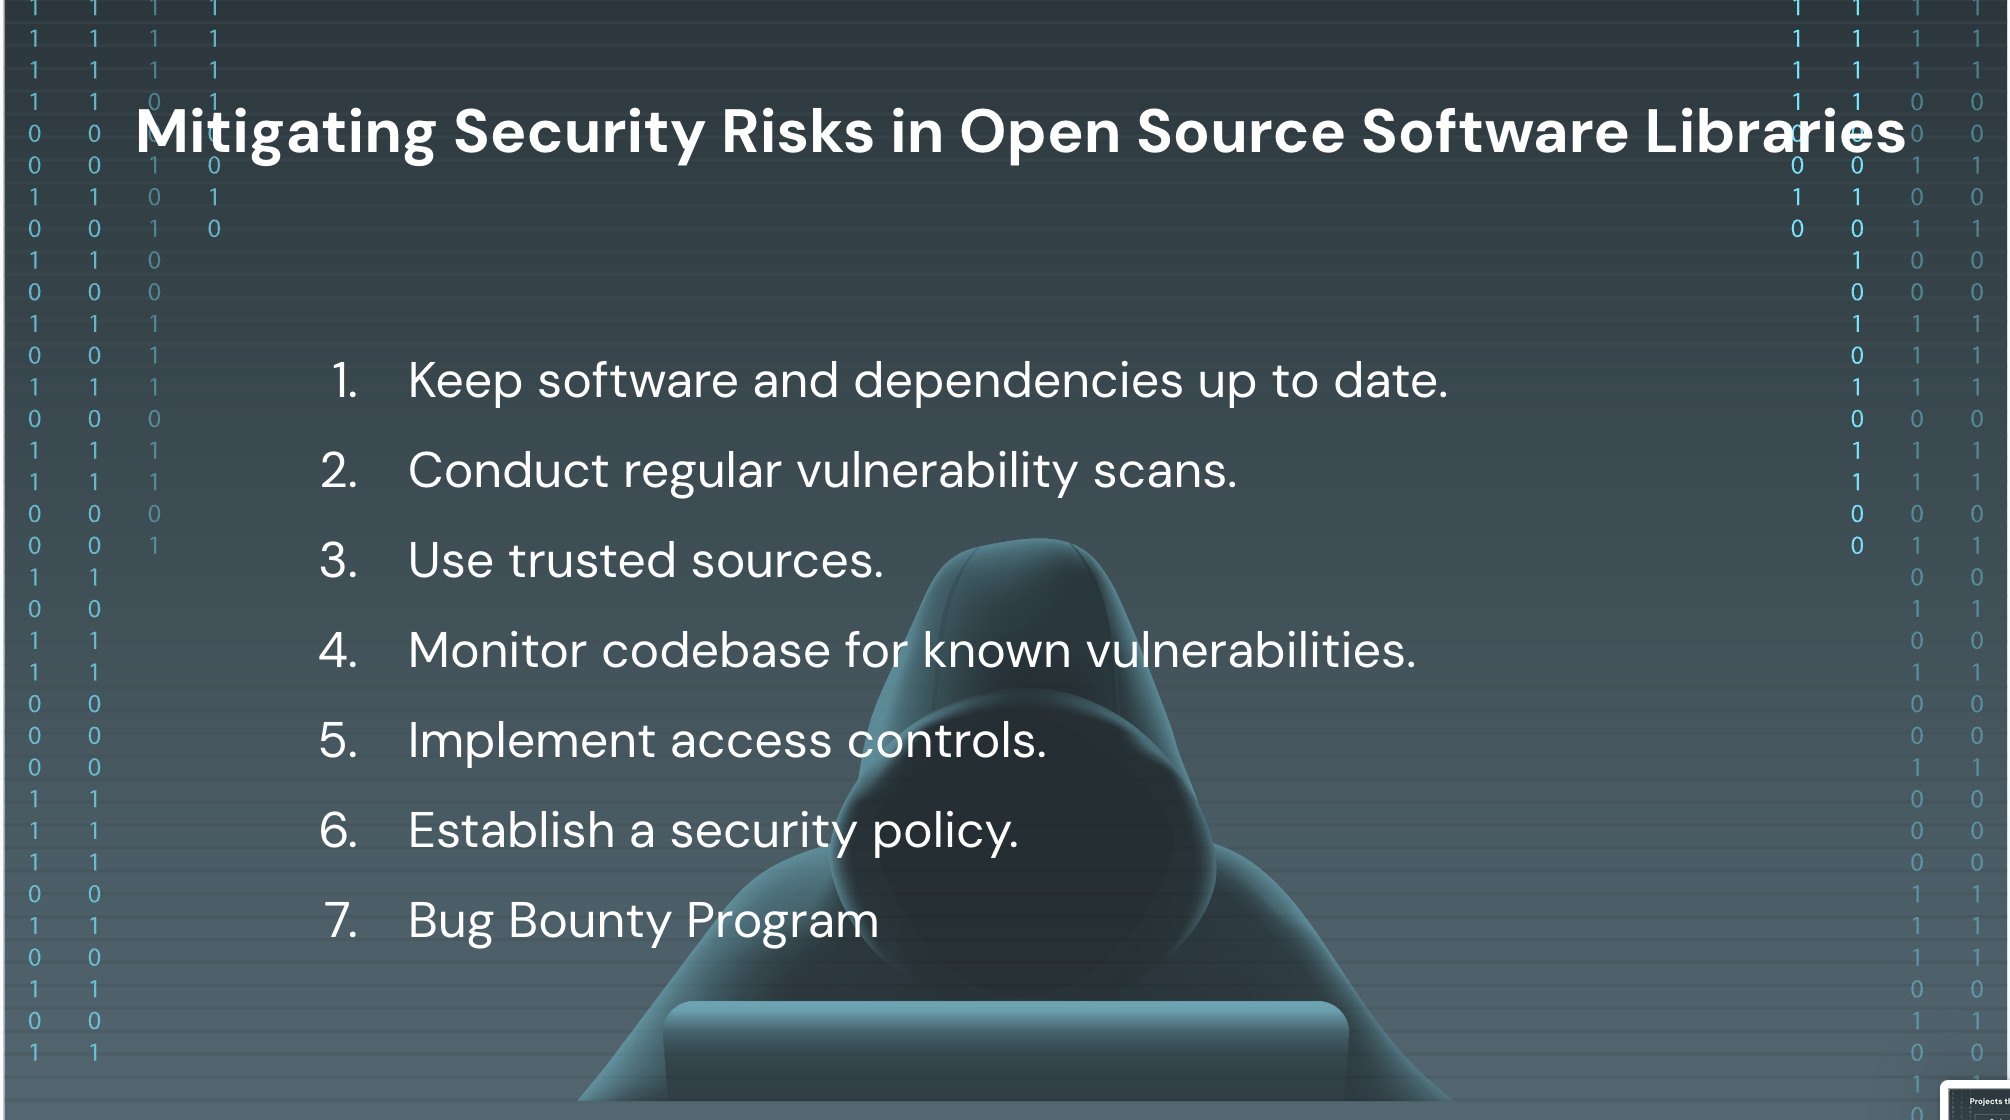 Mitigating Security Risks in Open Source Software Libraries
1. Keep software and dependencies up to date.
2. Conduct regular vulnerability scans.
3. Use trusted sources.
4. Monitor codebase for known vulnerabilities.
5. Implement access controls.
6. Establish a security policy.
7. Bug Bounty Program
Projects